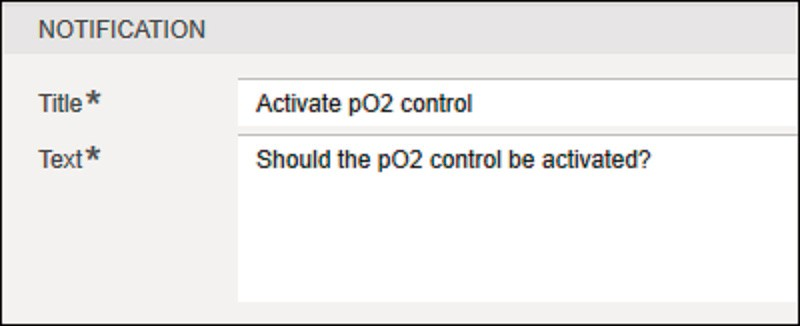 NOTIFICATION
Title* Activate pO2 control
Text* Should the pO2 control be activated?